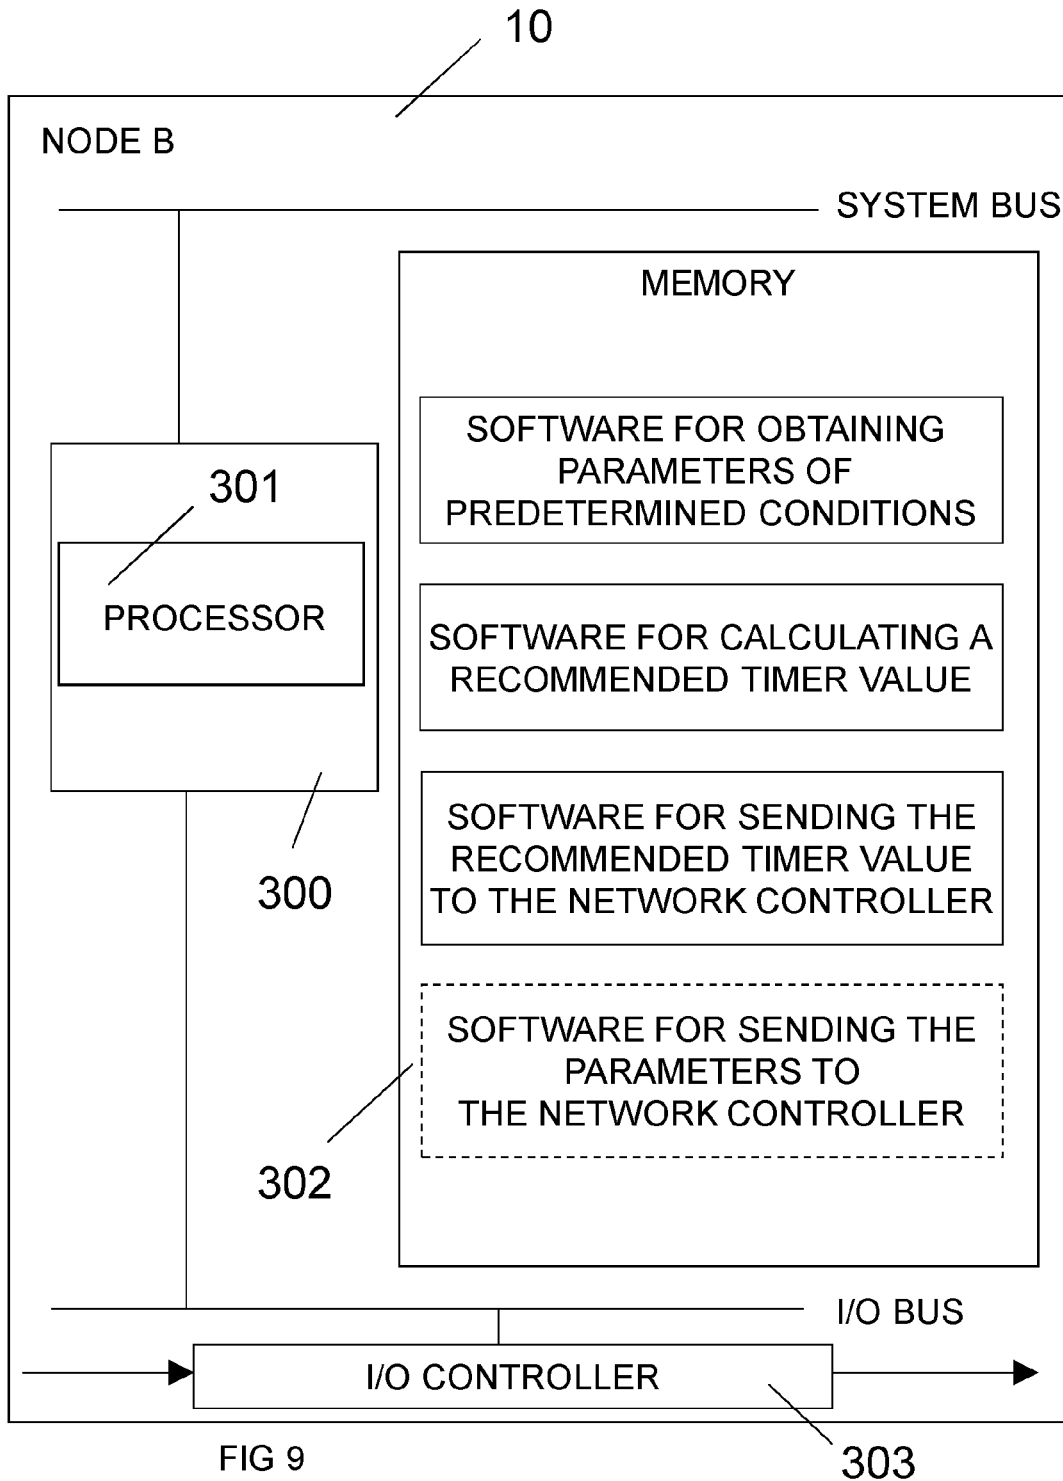 10
NODE B
SYSTEM BUS
MEMORY
SOFTWARE FOR OBTAINING
PARAMETERS OF
PREDETERMINED CONDITIONS
301
PROCESSOR
SOFTWARE FOR CALCULATING A
RECOMMENDED TIMER VALUE
300
SOFTWARE FOR SENDING THE
RECOMMENDED TIMER VALUE
TO THE NETWORK CONTROLLER
SOFTWARE FOR SENDING THE
PARAMETERS TO
THE NETWORK CONTROLLER
302
I/O BUS
I/O CONTROLLER
303
FIG 9